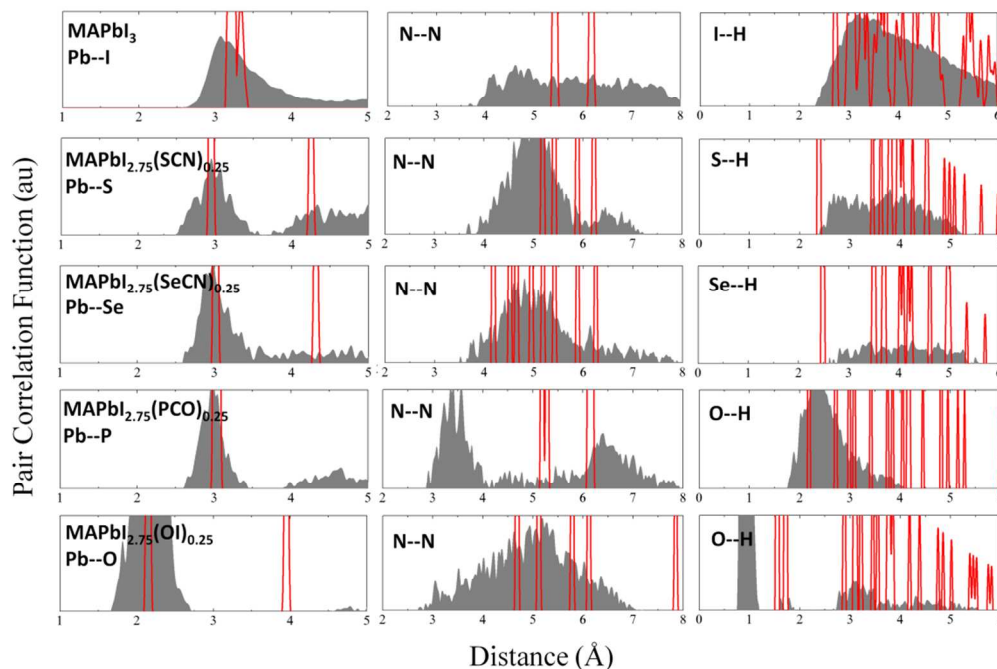 MAPbI3
Pb--I
N--N
I--H
1 2 3 4 5
2 3 4 5 6 7 8
0 1 2 3 4 5 6
MAPbI2.75(SCN)0.25
Pb--S
N--N
S--H
1 2 3 4 5
2 3 4 5 6 7 8
0 1 2 3 4 5 6
MAPbI2.75(SeCN)0.25
Pb--Se
N--N
Se--H
1 2 3 4 5
2 3 4 5 6 7 8
0 1 2 3 4 5 6
MAPbI2.75(PCO)0.25
Pb--P
N--N
O--H
1 2 3 4 5
2 3 4 5 6 7 8
0 1 2 3 4 5 6
MAPbI2.75(OI)0.25
Pb--O
N--N
O--H
1 2 3 4 5
2 3 4 5 6 7 8
0 1 2 3 4 5 6
Pair Correlation Function (au)
Distance (Å)